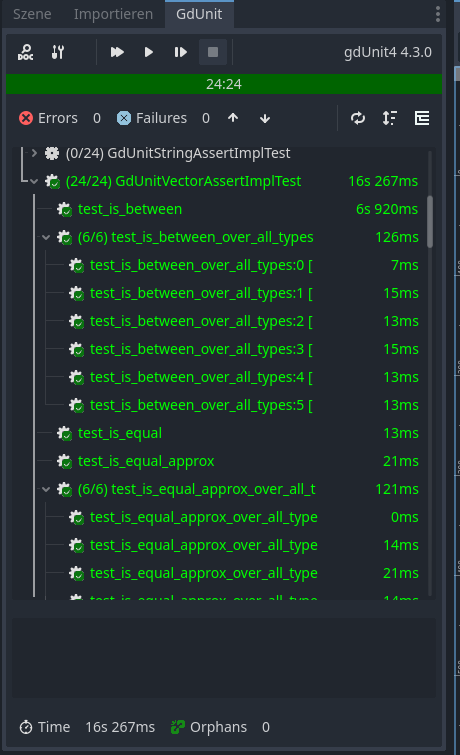 Szene Importieren GdUnit
DOC gdUnit4 4.3.0
24:24
Errors 0 Failures 0
(0/24) GdUnitStringAssertImplTest
(24/24) GdUnitVectorAssertImplTest 16s 267ms
test_is_between 6s 920ms
(6/6) test_is_between_over_all_types 126ms
test_is_between_over_all_types:0 [ 7ms
test_is_between_over_all_types:1 [ 15ms
test_is_between_over_all_types:2 [ 13ms
test_is_between_over_all_types:3 [ 15ms
test_is_between_over_all_types:4 [ 13ms
test_is_between_over_all_types:5 [ 13ms
test_is_equal 13ms
test_is_equal_approx 21ms
(6/6) test_is_equal_approx_over_all_t 121ms
test_is_equal_approx_over_all_type 0ms
test_is_equal_approx_over_all_type 14ms
test_is_equal_approx_over_all_type 21ms
test_is_equal_approx_over_all_type 14ms
Time 16s 267ms Orphans 0